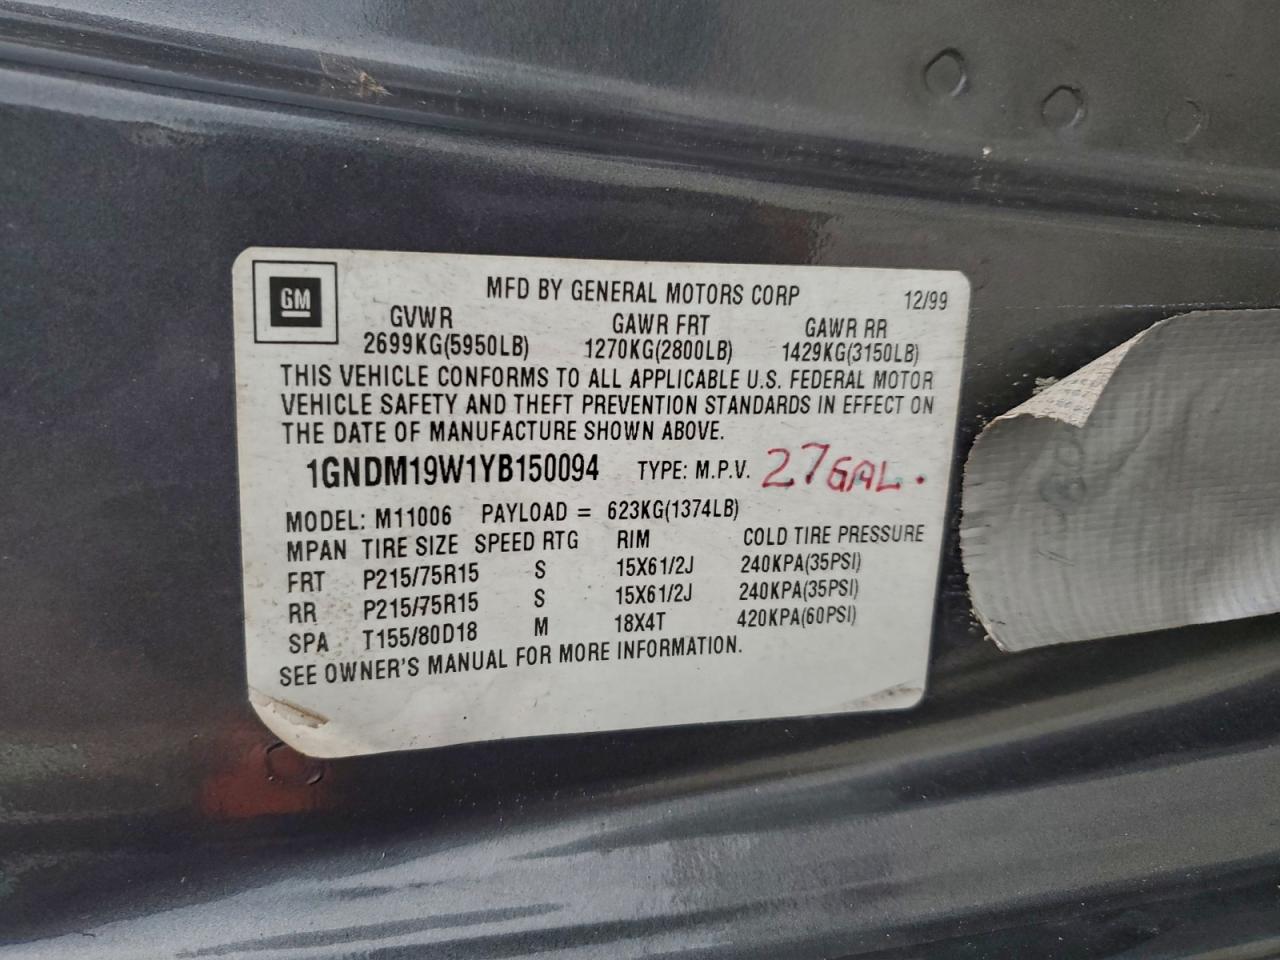 GM
MFD BY GENERAL MOTORS CORP 12/99
GVWR GAWR FRT GAWR RR
2699KG(5950LB) 1270KG(2800LB) 1429KG(3150LB)
THIS VEHICLE CONFORMS TO ALL APPLICABLE U.S. FEDERAL MOTOR
VEHICLE SAFETY AND THEFT PREVENTION STANDARDS IN EFFECT ON
THE DATE OF MANUFACTURE SHOWN ABOVE.
1GNDM19W1YB150094 TYPE: M.P.V. 27GAL.
MODEL: M11006 PAYLOAD = 623KG(1374LB)
MPAN TIRE SIZE SPEED RTG RIM COLD TIRE PRESSURE
FRT P215/75R15 S 15X61/2J 240KPA(35PSI)
RR P215/75R15 S 15X61/2J 240KPA(35PSI)
SPA T155/80D18 M 18X4T 420KPA(60PSI)
SEE OWNER'S MANUAL FOR MORE INFORMATION.